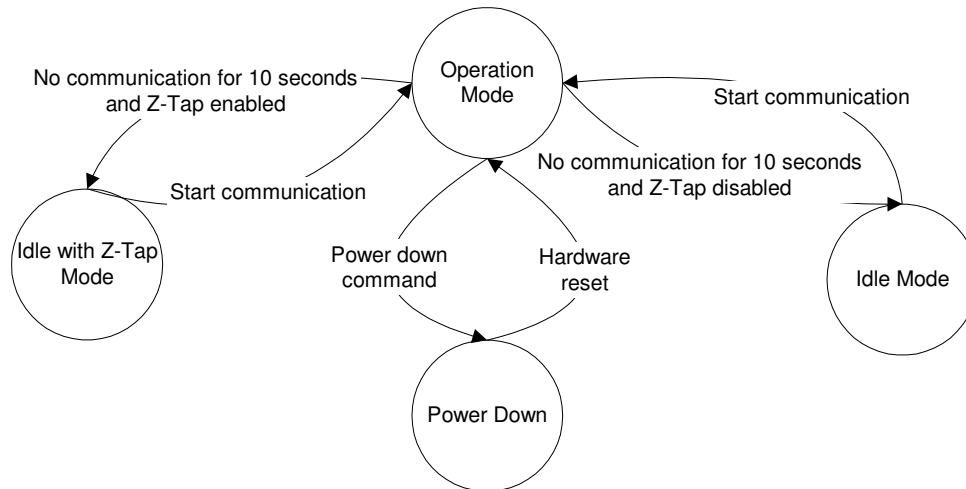 Operation
Mode
No communication for 10 seconds
and Z-Tap enabled
Start communication
Start communication
No communication for 10 seconds
and Z-Tap disabled
Idle with Z-Tap
Mode
Power down
command
Hardware
reset
Idle Mode
Power Down